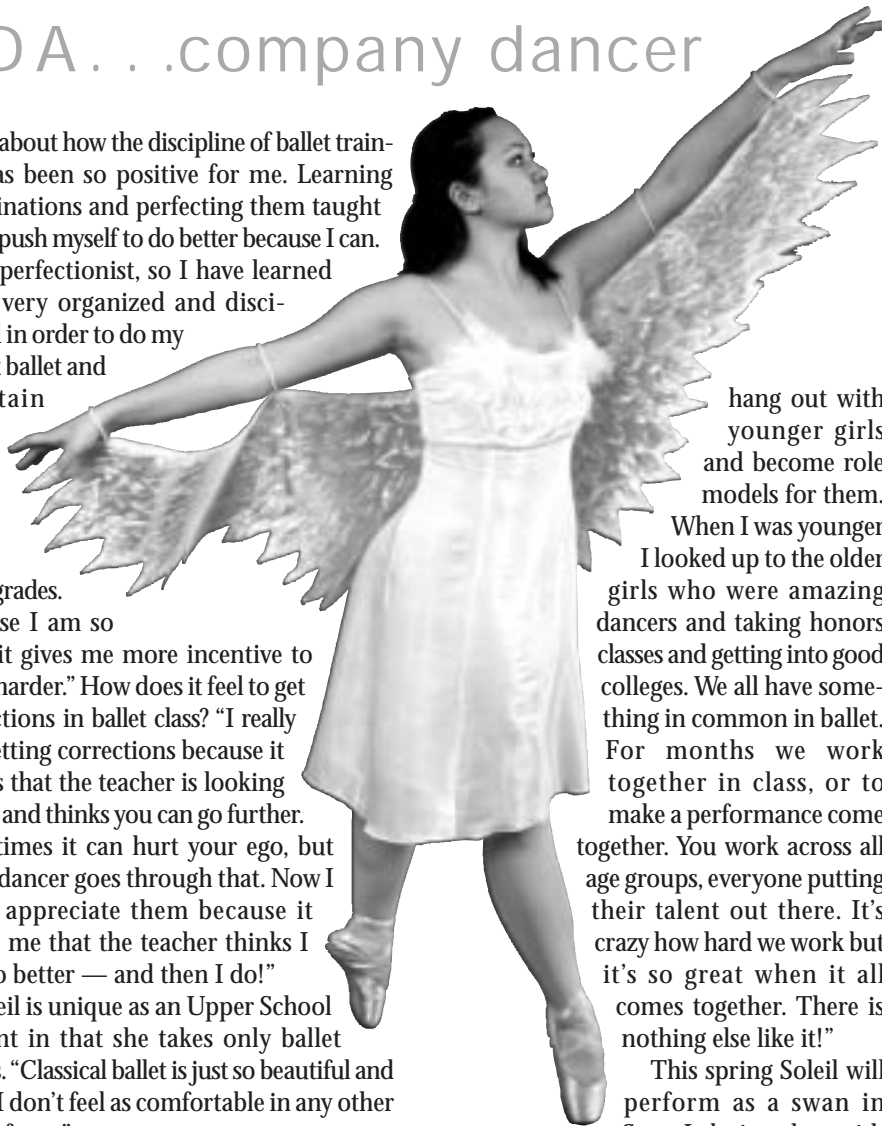 DA...company dancer
about how the discipline of ballet train-
as been so positive for me. Learning
inations and perfecting them taught
push myself to do better because I can.
perfectionist, so I have learned
very organized and disci-
in order to do my
ballet and
tain
grades.
se I am so
it gives me more incentive to
harder.” How does it feel to get
ctions in ballet class? “I really
etting corrections because it
s that the teacher is looking
and thinks you can go further.
times it can hurt your ego, but
dancer goes through that. Now I
appreciate them because it
me that the teacher thinks I
o better — and then I do!”
eil is unique as an Upper School
nt in that she takes only ballet
s. “Classical ballet is just so beautiful and
I don’t feel as comfortable in any other
hang out with
younger girls
and become role
models for them.
When I was younger
I looked up to the older
girls who were amazing
dancers and taking honors
classes and getting into good
colleges. We all have some-
thing in common in ballet.
For months we work
together in class, or to
make a performance come
together. You work across all
age groups, everyone putting
their talent out there. It’s
crazy how hard we work but
it’s so great when it all
comes together. There is
nothing else like it!”
This spring Soleil will
perform as a swan in